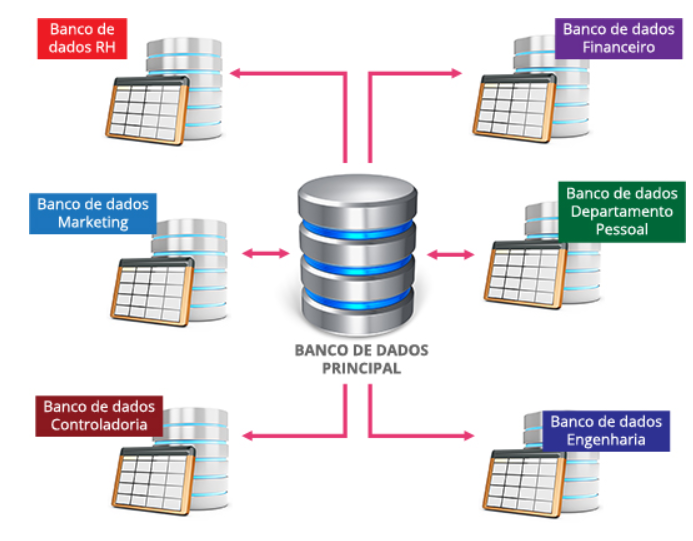 Banco de
dados RH
Banco de dados
Financeiro
Banco de dados
Marketing
Banco de dados
Departamento
Pessoal
BANCO DE DADOS
PRINCIPAL
Banco de dados
Controladoria
Banco de dados
Engenharia